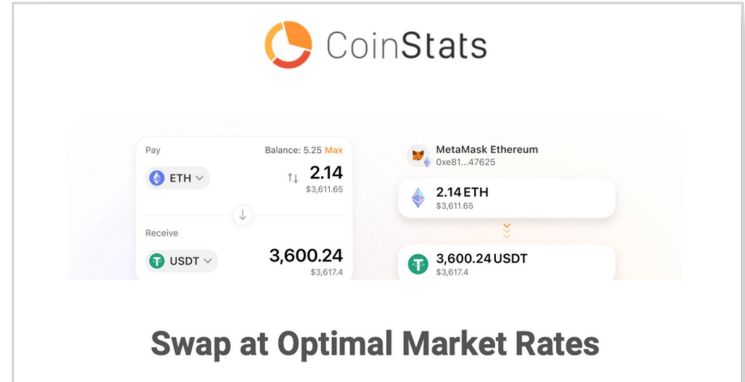 CoinStats
Pay
Balance: 5.25 Max
ETH
2.14
$3,611.65
Receive
USDT
3,600.24
$3,617.4
MetaMask Ethereum
0xe81...47625
2.14 ETH
$3,611.65
3,600.24 USDT
$3,617.4
Swap at Optimal Market Rates